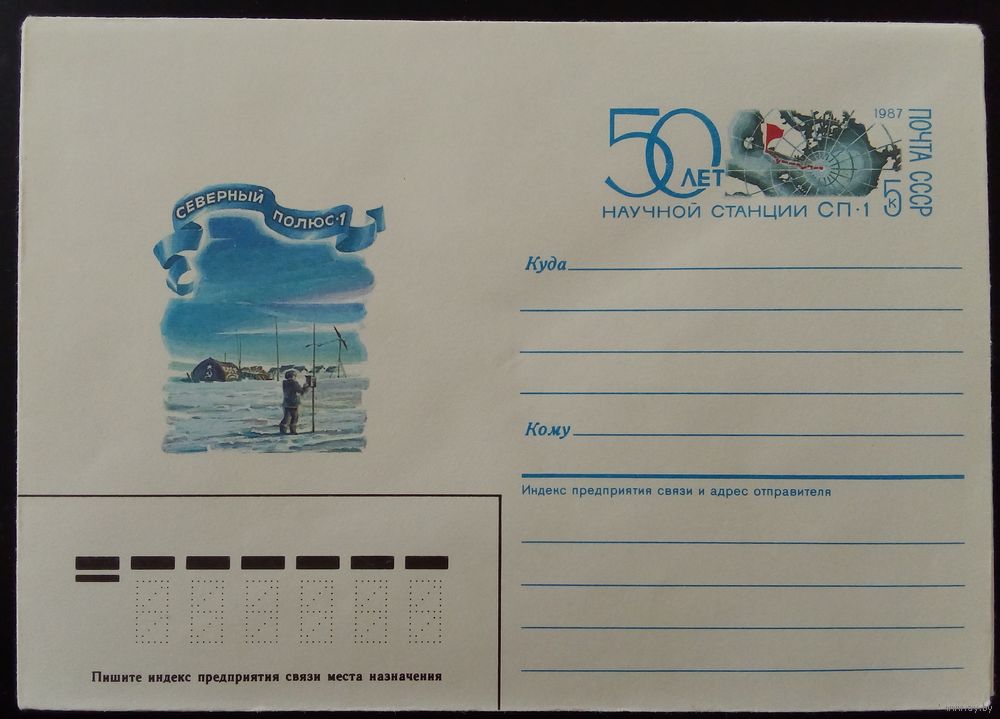 СЕВЕРНЫЙ
ПОЛЮС·1
50 ЛЕТ
НАУЧНОЙ СТАНЦИИ СП·1
1987
ПОЧТА СССР
5к
Куда
Кому
Индекс предприятия связи и адрес отправителя
Пишите индекс предприятия связи места назначения